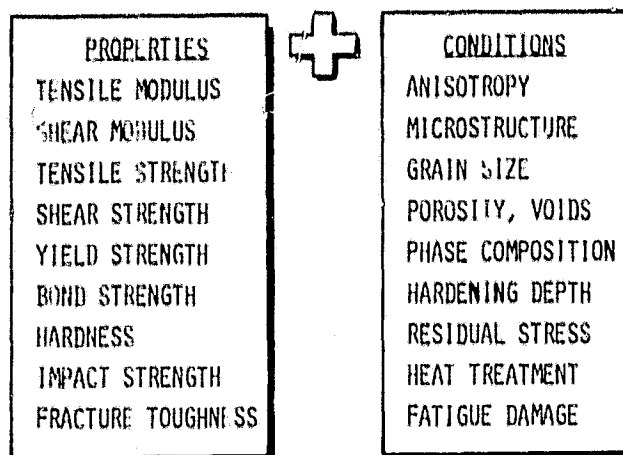 PROPERTIES
TENSILE MODULUS
SHEAR MODULUS
TENSILE STRENGTH
SHEAR STRENGTH
YIELD STRENGTH
BOND STRENGTH
HARDNESS
IMPACT STRENGTH
FRACTURE TOUGHNESS
CONDITIONS
ANISOTROPY
MICROSTRUCTURE
GRAIN SIZE
POROSITY, VOIDS
PHASE COMPOSITION
HARDENING DEPTH
RESIDUAL STRESS
HEAT TREATMENT
FATIGUE DAMAGE